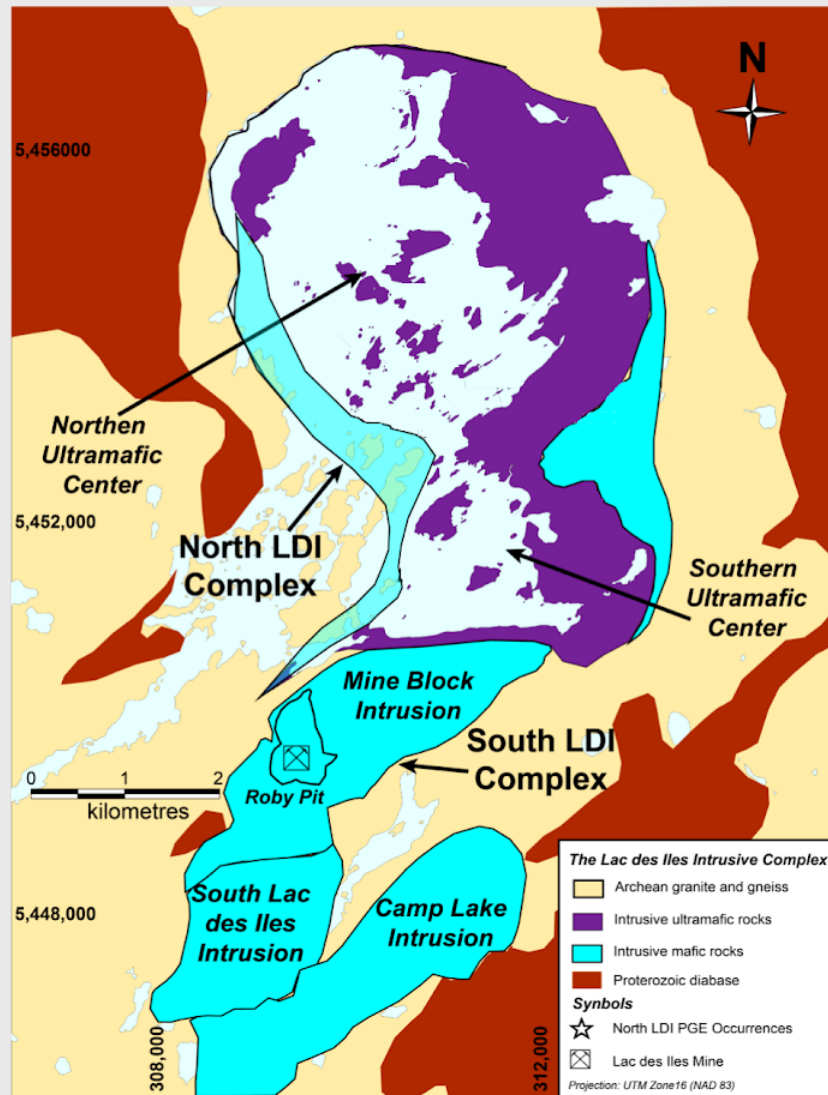 N
5,456000
Northen
Ultramafic
Center
5,452,000
North LDI
Complex
Southern
Ultramafic
Center
Mine Block
Intrusion
South LDI
Complex
0 1 2
kilometres
Roby Pit
5,448,000
South Lac
des Iles
Intrusion
Camp Lake
Intrusion
308,000
312,000
The Lac des Iles Intrusive Complex
Archean granite and gneiss
Intrusive ultramafic rocks
Intrusive mafic rocks
Proterozoic diabase
Synbols
North LDI PGE Occurrences
Lac des Iles Mine
Projection: UTM Zone16 (NAD 83)